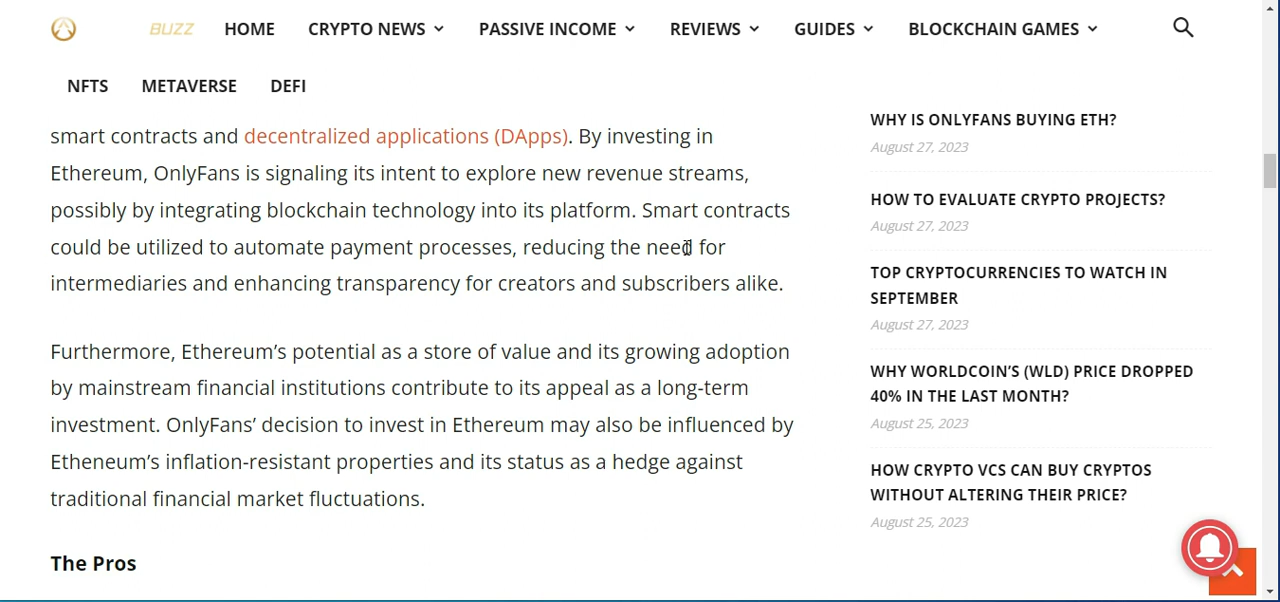 BUZZ HOME CRYPTO NEWS PASSIVE INCOME REVIEWS GUIDES BLOCKCHAIN GAMES
NFTS METAVERSE DEFI
smart contracts and decentralized applications (DApps). By investing in
Ethereum, OnlyFans is signaling its intent to explore new revenue streams,
possibly by integrating blockchain technology into its platform. Smart contracts
could be utilized to automate payment processes, reducing the need for
intermediaries and enhancing transparency for creators and subscribers alike.
Furthermore, Ethereum’s potential as a store of value and its growing adoption
by mainstream financial institutions contribute to its appeal as a long-term
investment. OnlyFans’ decision to invest in Ethereum may also be influenced by
Etheneum’s inflation-resistant properties and its status as a hedge against
traditional financial market fluctuations.
The Pros
WHY IS ONLYFANS BUYING ETH?
August 27, 2023
HOW TO EVALUATE CRYPTO PROJECTS?
August 27, 2023
TOP CRYPTOCURRENCIES TO WATCH IN
SEPTEMBER
August 27, 2023
WHY WORLDCOIN’S (WLD) PRICE DROPPED
40% IN THE LAST MONTH?
August 25, 2023
HOW CRYPTO VCS CAN BUY CRYPTOS
WITHOUT ALTERING THEIR PRICE?
August 25, 2023